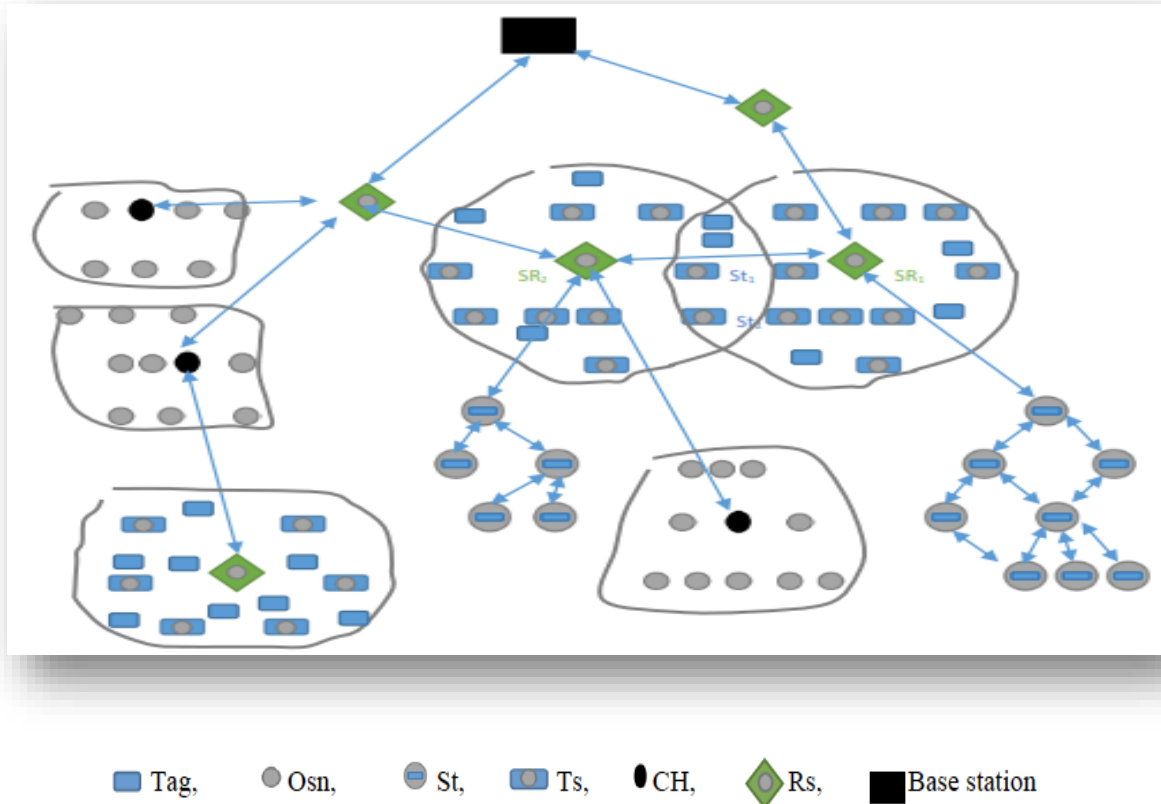 SR₂
St₁
SR₁
St₂
Tag, Osn, St, Ts, CH, Rs, Base station